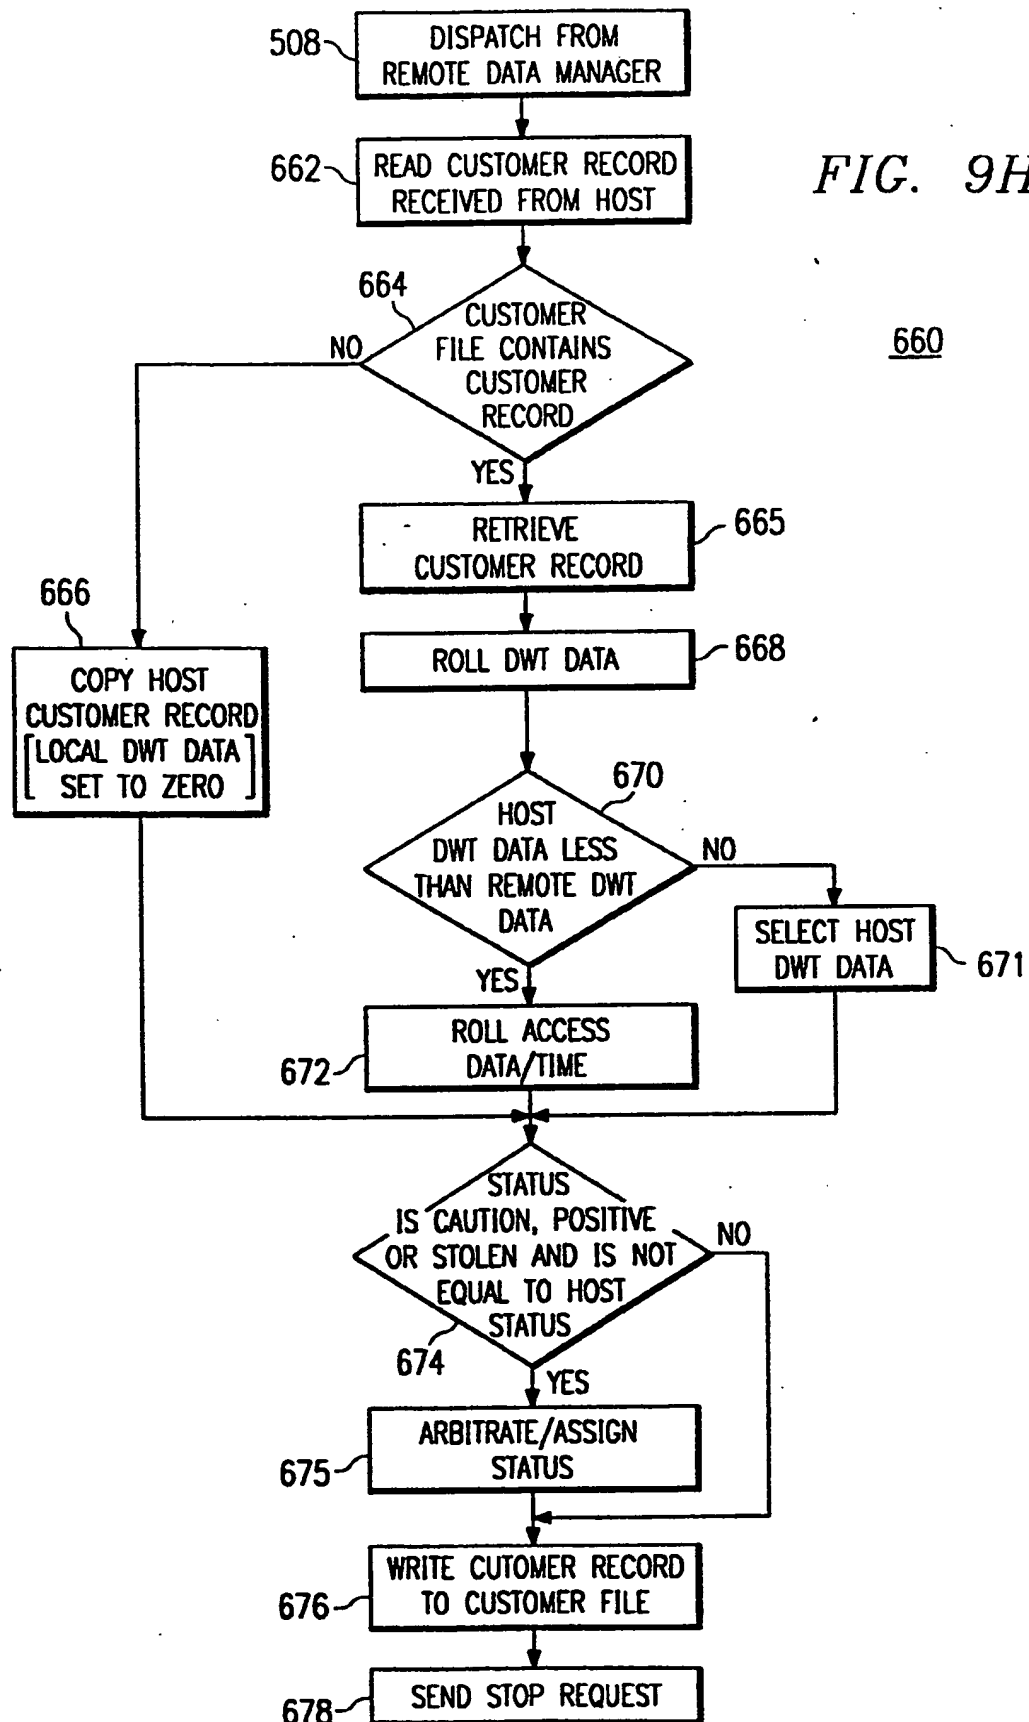 508
DISPATCH FROM
REMOTE DATA MANAGER
662
READ CUSTOMER RECORD
RECEIVED FROM HOST
FIG. 9H
660
664
CUSTOMER
FILE CONTAINS
CUSTOMER
RECORD
NO
YES
RETRIEVE
CUSTOMER RECORD
665
666
COPY HOST
CUSTOMER RECORD
[LOCAL DWT DATA
SET TO ZERO]
ROLL DWT DATA
668
670
HOST
DWT DATA LESS
THAN REMOTE DWT
DATA
NO
YES
SELECT HOST
DWT DATA
671
ROLL ACCESS
DATA/TIME
672
STATUS
IS CAUTION, POSITIVE
OR STOLEN AND IS NOT
EQUAL TO HOST
STATUS
NO
674
YES
ARBITRATE/ASSIGN
STATUS
675
WRITE CUTOMER RECORD
TO CUSTOMER FILE
676
SEND STOP REQUEST
678